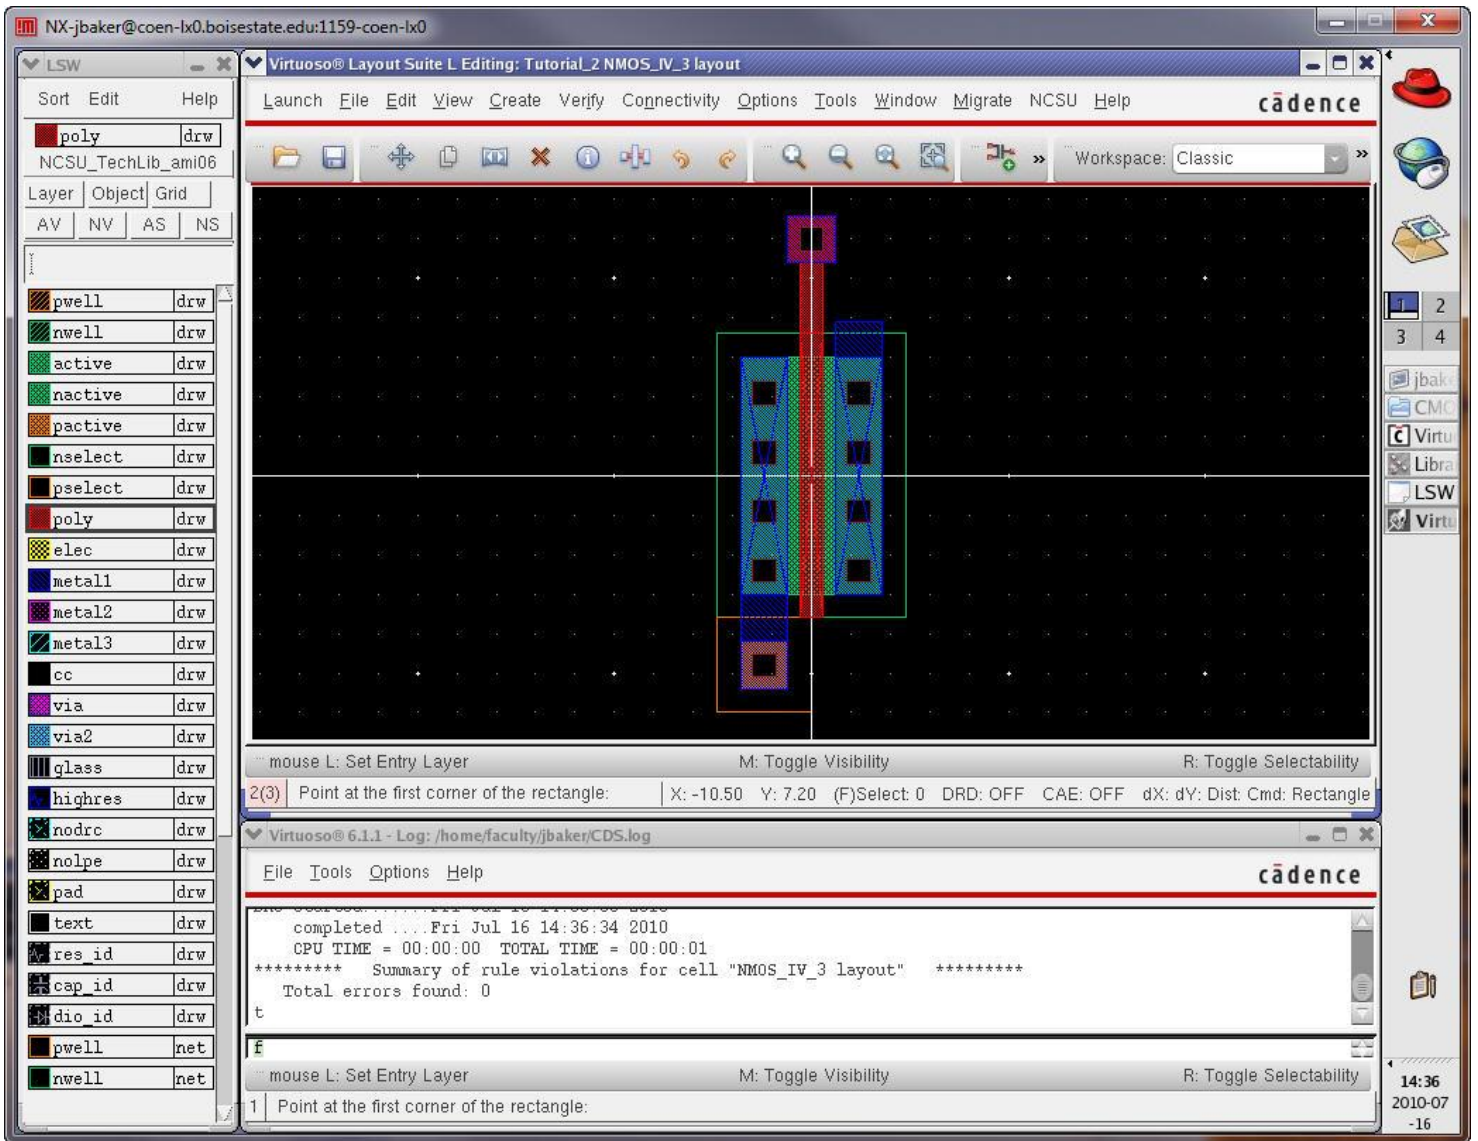 NX-jbaker@coen-lx0.boisestate.edu:1159-coen-lx0
LSW
Sort Edit Help
poly drw
NCSU_TechLib_ami06
Layer Object Grid
AV NV AS NS
pwell drw
nwell drw
active drw
nactive drw
pactive drw
nselect drw
pselect drw
poly drw
elec drw
metal1 drw
metal2 drw
metal3 drw
cc drw
via drw
via2 drw
glass drw
highres drw
nodrc drw
nolpe drw
pad drw
text drw
res_id drw
cap_id drw
dio_id drw
pwell net
nwell net
Virtuoso® Layout Suite L Editing: Tutorial_2 NMOS_IV_3 layout
Launch File Edit View Create Verify Connectivity Options Tools Window Migrate NCSU Help
cādence
» Workspace: Classic »
mouse L: Set Entry Layer M: Toggle Visibility R: Toggle Selectability
2(3) Point at the first corner of the rectangle: X: -10.50 Y: 7.20 (F)Select: 0 DRD: OFF CAE: OFF dX: dY: Dist: Cmd: Rectangle
Virtuoso® 6.1.1 - Log: /home/faculty/jbaker/CDS.log
File Tools Options Help
cādence
completed ....Fri Jul 16 14:36:34 2010
CPU TIME = 00:00:00 TOTAL TIME = 00:00:01
********* Summary of rule violations for cell "NMOS_IV_3 layout" *********
Total errors found: 0
t
f
mouse L: Set Entry Layer M: Toggle Visibility R: Toggle Selectability
1 Point at the first corner of the rectangle:
1 2
3 4
jbake
CMO
Virtu
Libra
LSW
Virtu
14:36
2010-07
-16